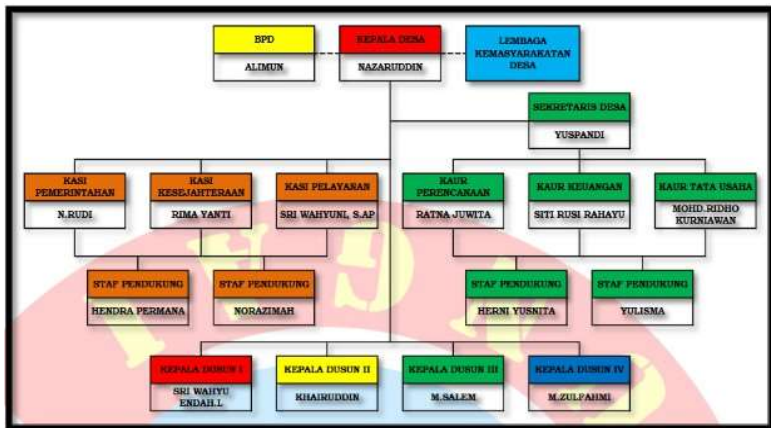 BPD
ALIMUN
KEPALA DESA
NAZARUDDIN
LEMBAGA
KEMASYARAKATAN
DESA
SEKRETARIS DESA
YUSPANDI
KASI
PEMERINTAHAN
N.RUDI
KASI
KESEJAHTERAAN
RIMA YANTI
KASI PELAYANAN
SRI WAHYUNI, S.AP
KAUR
PERENCANAAN
RATNA JUWITA
KAUR KEUANGAN
SITI RUSI RAHAYU
KAUR TATA USAHA
MOHD.RIDHO
KURNIAWAN
STAF PENDUKUNG
HENDRA PERMANA
STAF PENDUKUNG
NORAZIMAH
STAF PENDUKUNG
HERNI YUSNITA
STAF PENDUKUNG
YULISMA
KEPALA DUSUN I
SRI WAHYU
ENDAH.L
KEPALA DUSUN II
KHAIRUDDIN
KEPALA DUSUN III
M.SALEM
KEPALA DUSUN IV
M.ZULFAHMI